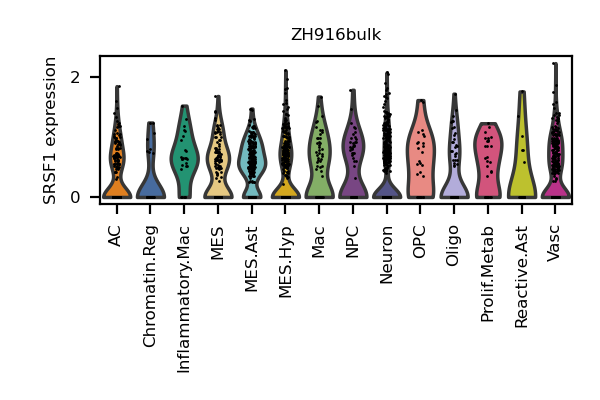 ZH916bulk
SRSF1 expression
2
0
AC
Chromatin.Reg
Inflammatory.Mac
MES
MES.Ast
MES.Hyp
Mac
NPC
Neuron
OPC
Oligo
Prolif.Metab
Reactive.Ast
Vasc